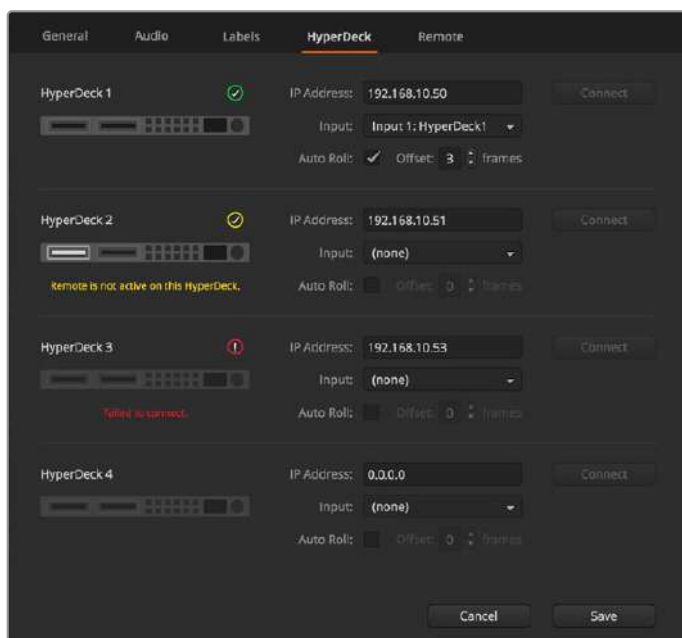 General Audio Labels HyperDeck Remote
HyperDeck 1 IP Address: 192.168.10.50 Connect
Input: Input 1: HyperDeck1
Auto Roll: Offset: 3 frames
HyperDeck 2 IP Address: 192.168.10.51 Connect
Input: (none)
Remote is not active on this HyperDeck. Auto Roll: Offset: 0 frames
HyperDeck 3 IP Address: 192.168.10.53 Connect
Input: (none)
Failed to connect. Auto Roll: Offset: 0 frames
HyperDeck 4 IP Address: 0.0.0.0 Connect
Input: (none)
Auto Roll: Offset: 0 frames
Cancel Save